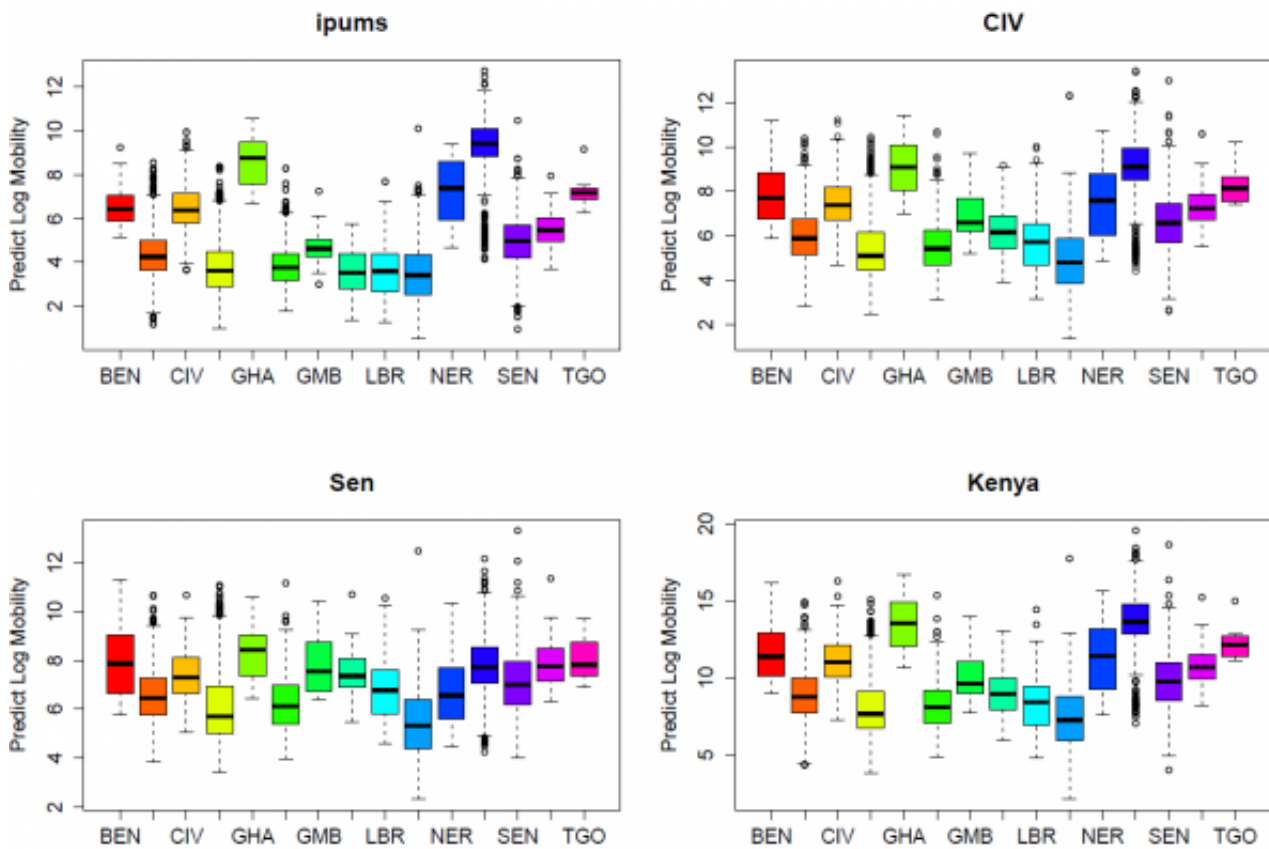 ipums
CIV
Predict Log Mobility
12
10
8
6
4
2
BEN CIV GHA GMB LBR NER SEN TGO
Predict Log Mobility
12
10
8
6
4
2
BEN CIV GHA GMB LBR NER SEN TGO
Sen
Kenya
Predict Log Mobility
12
10
8
6
4
2
BEN CIV GHA GMB LBR NER SEN TGO
Predict Log Mobility
20
15
10
5
BEN CIV GHA GMB LBR NER SEN TGO